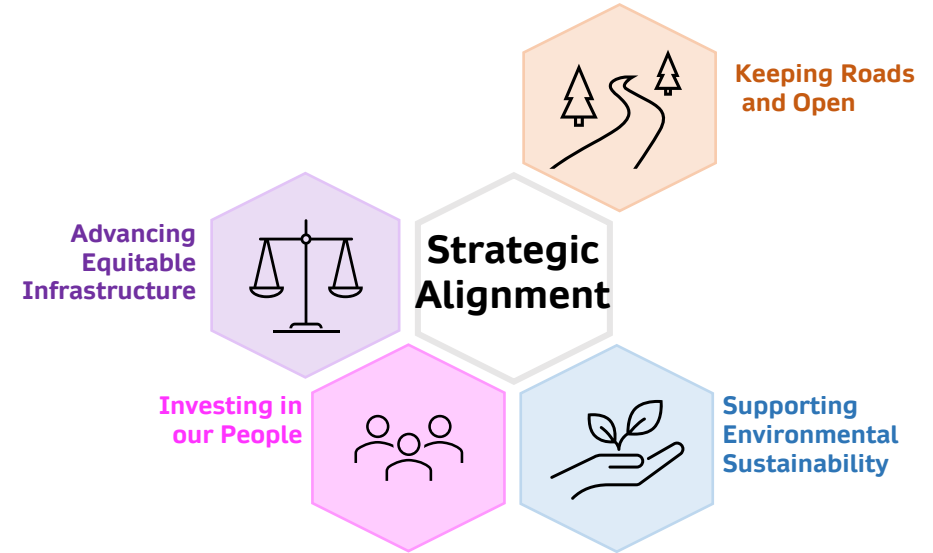 Keeping Roads
and Open
Strategic
Alignment
Advancing
Equitable
Infrastructure
Investing in
our People
Supporting
Environmental
Sustainability